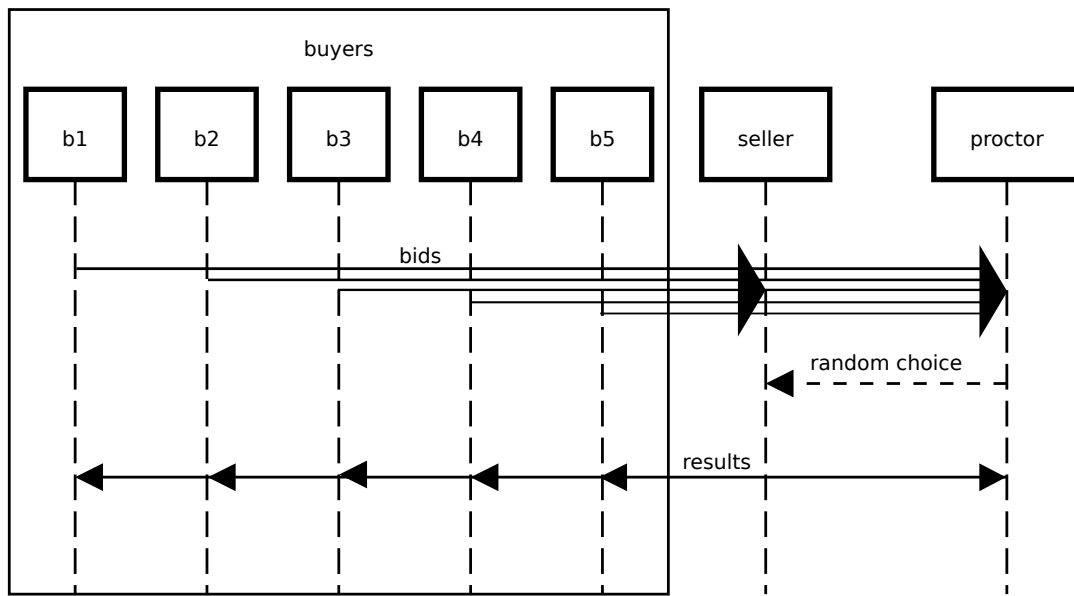 buyers
b1
b2
b3
b4
b5
seller
proctor
bids
random choice
results